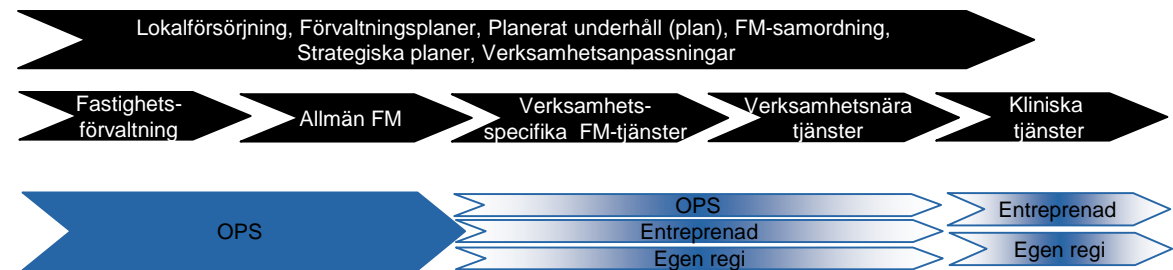 Lokalförsörjning, Förvaltningsplaner, Planerat underhåll (plan), FM-samordning,
Strategiska planer, Verksamhetsanpassningar
Fastighets-
förvaltning
Allmän FM
Verksamhets-
specifika FM-tjänster
Verksamhetsnära
tjänster
Kliniska
tjänster
OPS
OPS
Entreprenad
Egen regi
Entreprenad
Egen regi